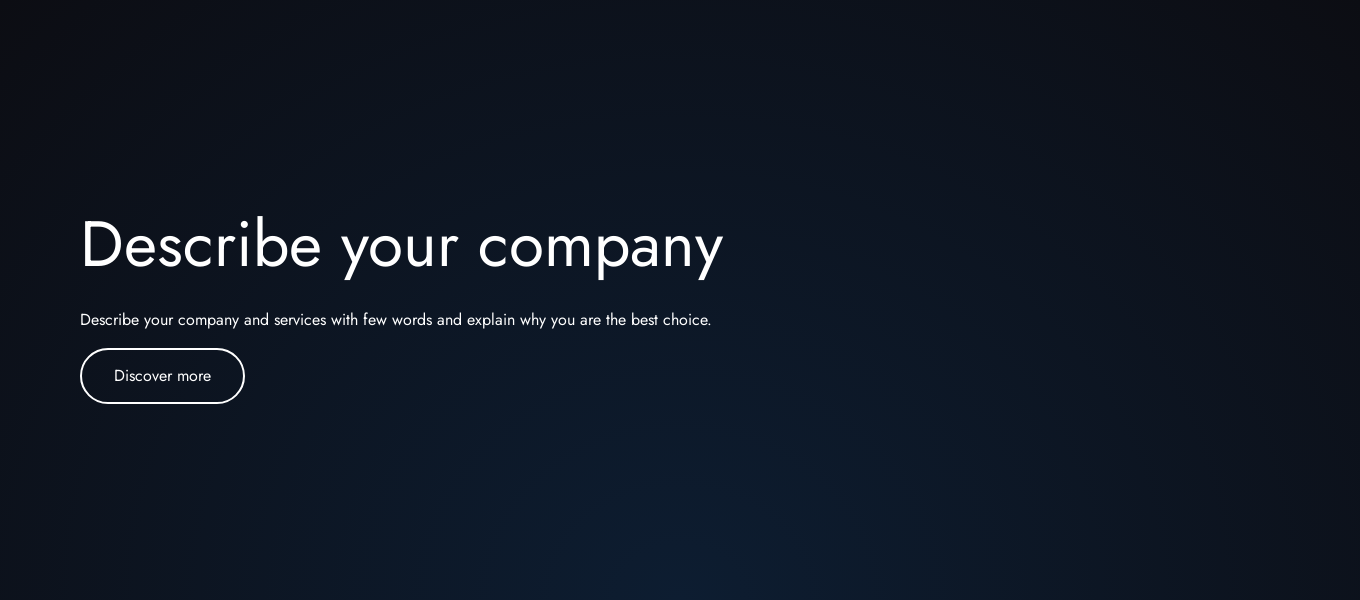 Describe your company
Describe your company and services with few words and explain why you are the best choice.
Discover more